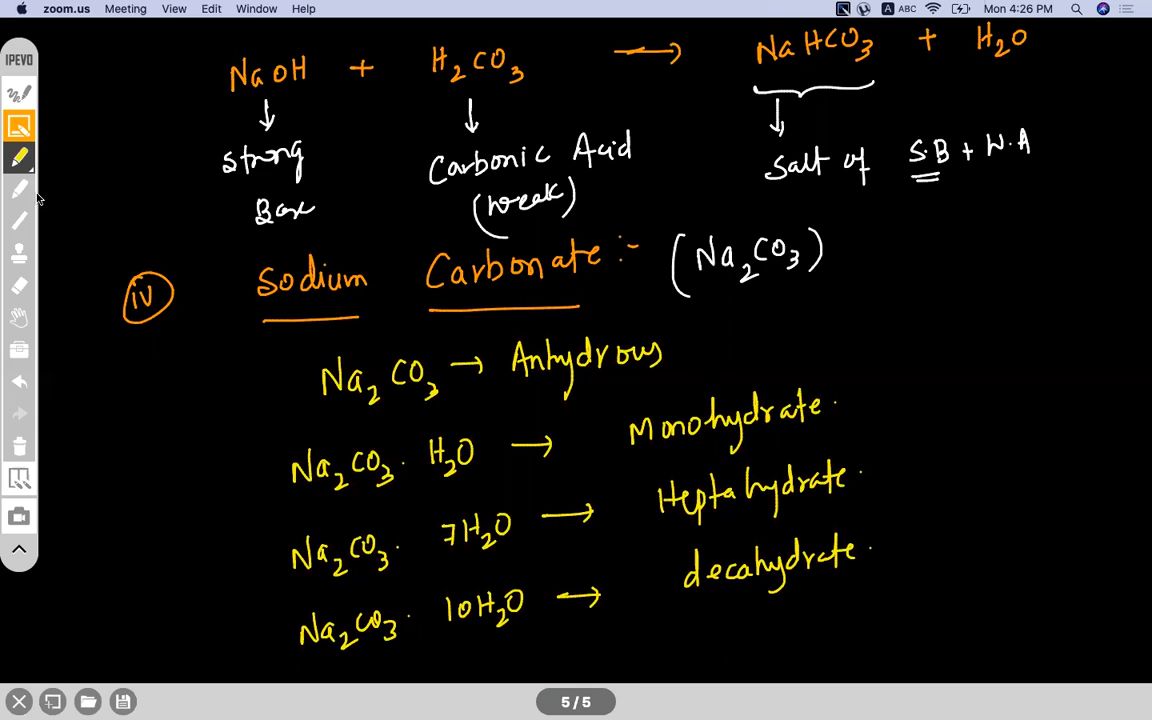 zoom.us Meeting View Edit Window Help ABC Mon 4:26 PM
IPEVO
NaOH + H₂CO₃ → NaHCO₃ + H₂O
↓ ↓ ↓
Strong Carbonic Acid Salt of S.B + W.A
Base (weak)
iv Sodium Carbonate :- (Na₂CO₃)
Na₂CO₃ → Anhydrous
Na₂CO₃. H₂O → Monohydrate.
Na₂CO₃. 7H₂O → Heptahydrate.
Na₂CO₃. 10H₂O → decahydrate.
5/5